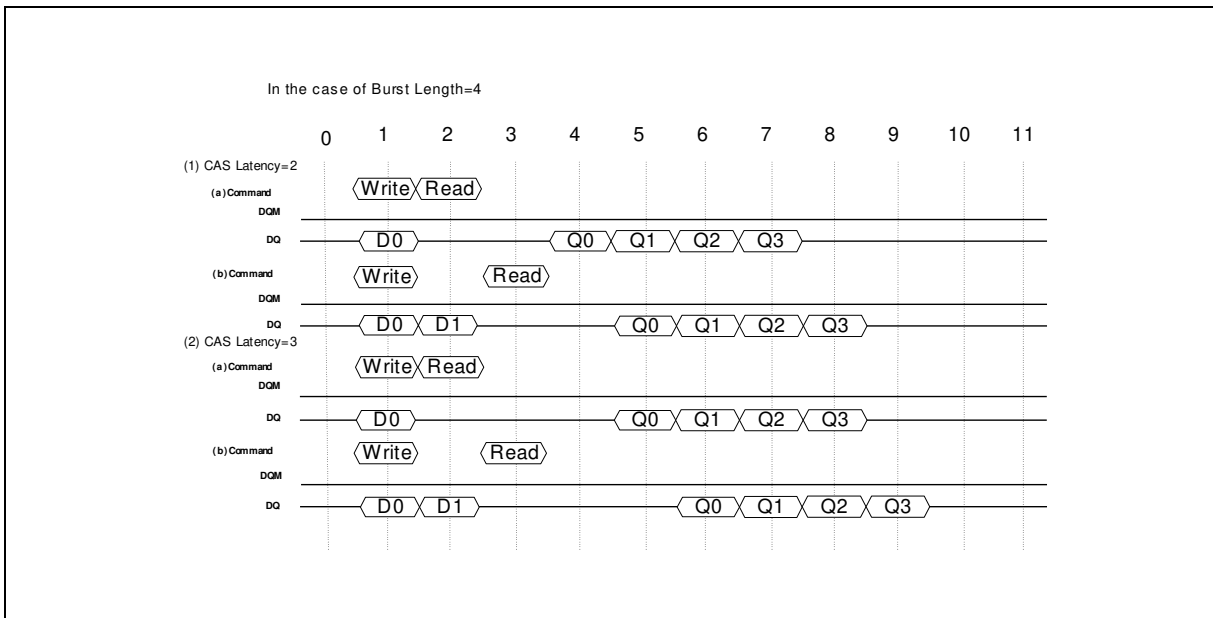 In the case of Burst Length=4
0 1 2 3 4 5 6 7 8 9 10 11
(1) CAS Latency=2
(a)Command Write Read
DQM
DQ D0 Q0 Q1 Q2 Q3
(b)Command Write Read
DQM
DQ D0 D1 Q0 Q1 Q2 Q3
(2) CAS Latency=3
(a)Command Write Read
DQM
DQ D0 Q0 Q1 Q2 Q3
(b)Command Write Read
DQM
DQ D0 D1 Q0 Q1 Q2 Q3